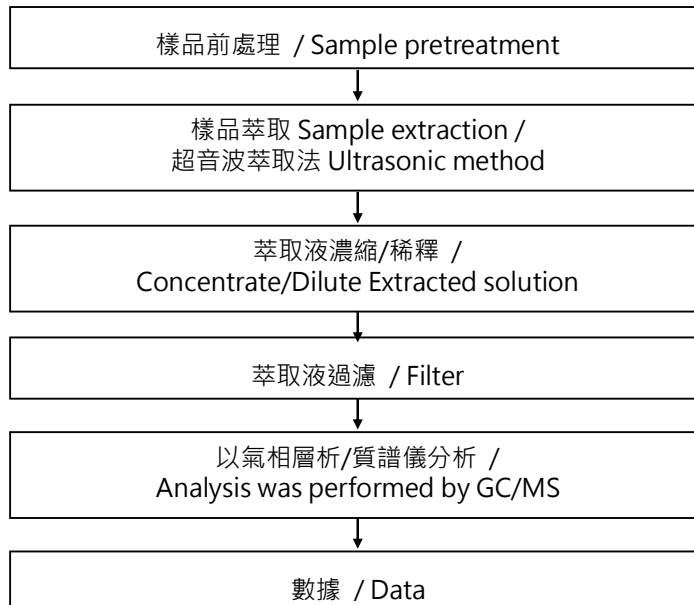 樣品前處理 / Sample pretreatment
樣品萃取 Sample extraction /
超音波萃取法 Ultrasonic method
萃取液濃縮/稀釋 /
Concentrate/Dilute Extracted solution
萃取液過濾 / Filter
以氣相層析/質譜儀分析 /
Analysis was performed by GC/MS
數據 / Data